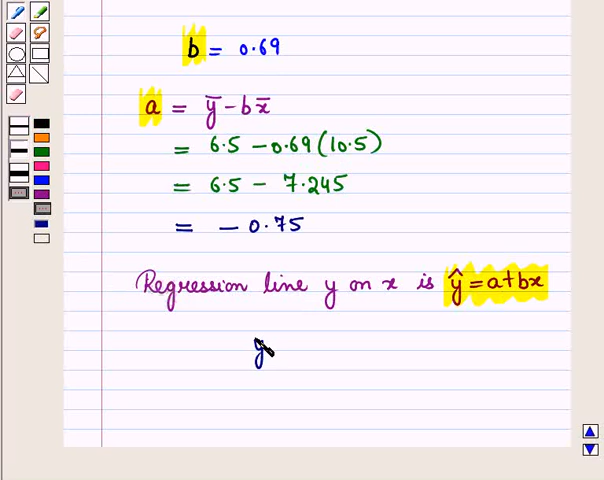 b = 0.69
a = y̅ - bx̅
= 6.5 - 0.69(10.5)
= 6.5 - 7.245
= - 0.75
Regression line y on x is ŷ = a+bx
y